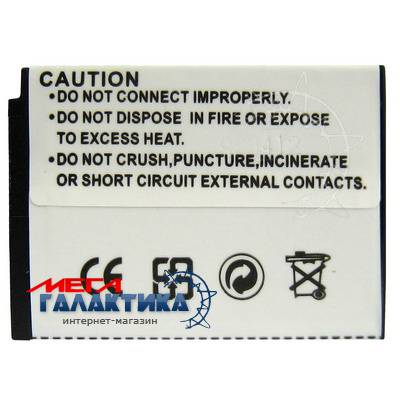 CAUTION
•DO NOT CONNECT IMPROPERLY.
•DO NOT DISPOSE IN FIRE OR EXPOSE
TO EXCESS HEAT.
•DO NOT CRUSH,PUNCTURE,INCINERATE
OR SHORT CIRCUIT EXTERNAL CONTACTS.
CE
МЕГА
ГАЛАКТИКА
интернет-магазин